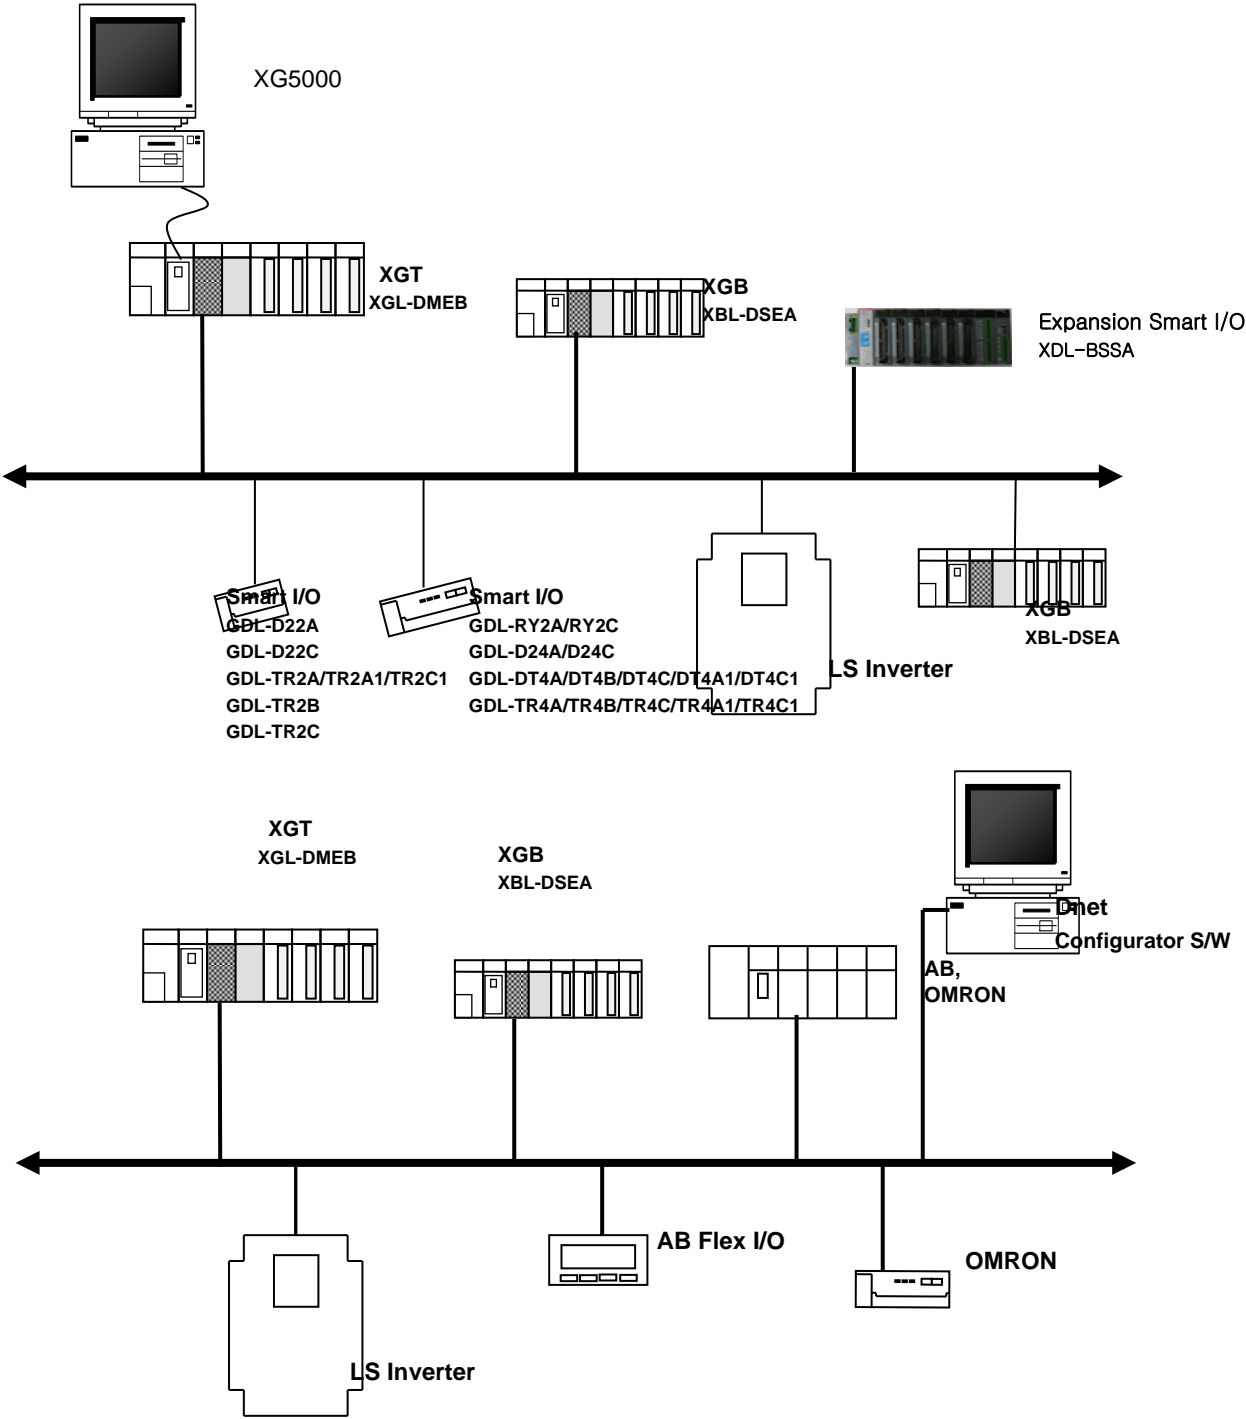 XG5000
XGT
XGL-DMEB
XGB
XBL-DSEA
Expansion Smart I/O
XDL-BSSA
Smart I/O
GDL-D22A
GDL-D22C
GDL-TR2A/TR2A1/TR2C1
GDL-TR2B
GDL-TR2C
Smart I/O
GDL-RY2A/RY2C
GDL-D24A/D24C
GDL-DT4A/DT4B/DT4C/DT4A1/DT4C1
GDL-TR4A/TR4B/TR4C/TR4A1/TR4C1
LS Inverter
XGB
XBL-DSEA
XGT
XGL-DMEB
XGB
XBL-DSEA
Dnet
Configurator S/W
AB,
OMRON
AB Flex I/O
OMRON
LS Inverter